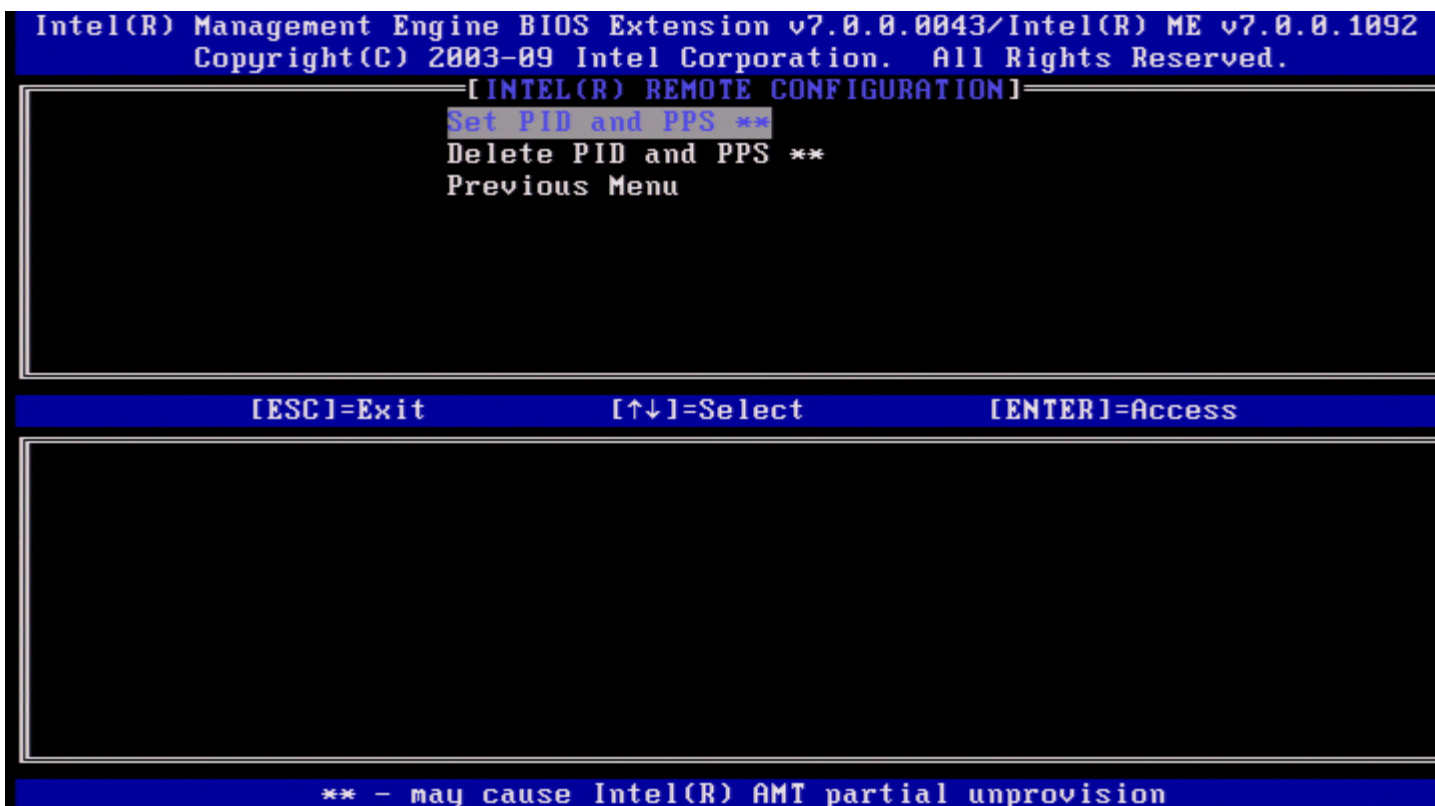 Intel(R) Management Engine BIOS Extension v7.0.0.0043/Intel(R) ME v7.0.0.1092
Copyright(C) 2003-09 Intel Corporation. All Rights Reserved.
[INTEL(R) REMOTE CONFIGURATION]
Set PID and PPS **
Delete PID and PPS **
Previous Menu
[ESC]=Exit [↑↓]=Select [ENTER]=Access
** - may cause Intel(R) AMT partial unprovision